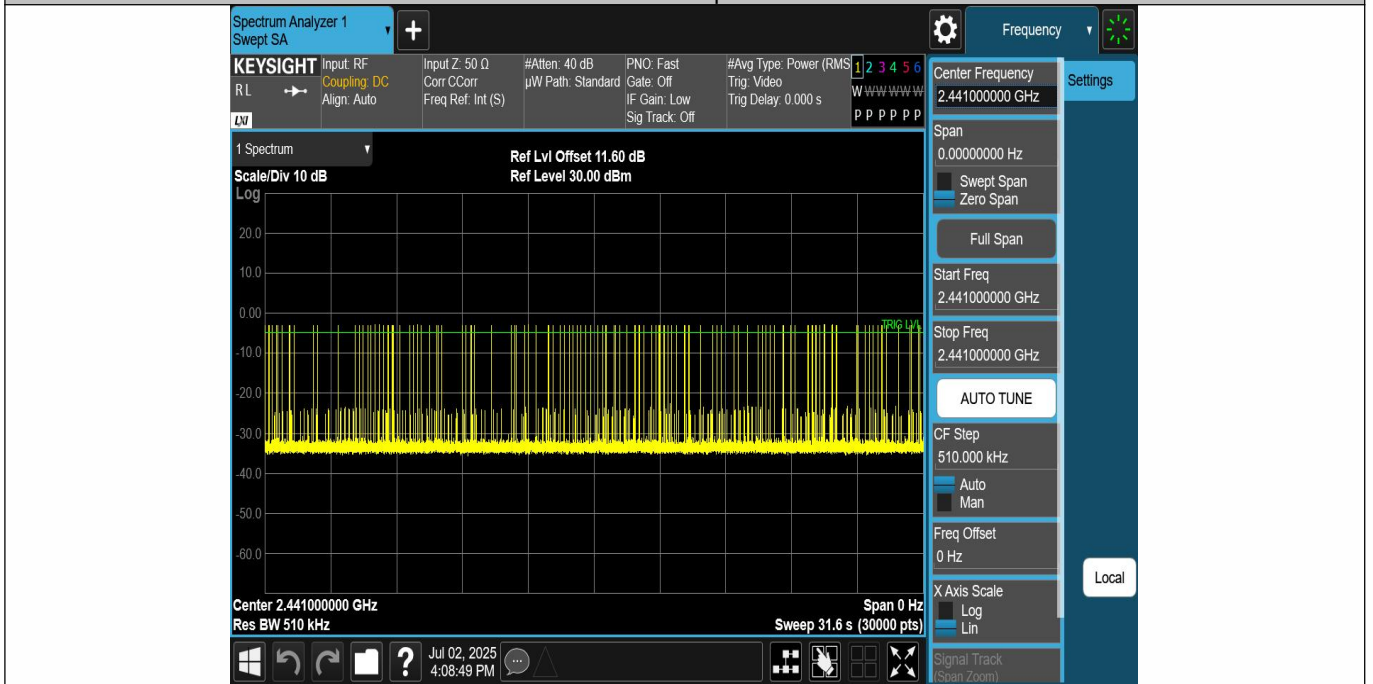 Spectrum Analyzer 1
Swept SA
Frequency
KEYSIGHT
RL
LXI
Input: RF
Coupling: DC
Align: Auto
Input Z: 50 Ω
Corr CCorr
Freq Ref: Int (S)
#Atten: 40 dB
µW Path: Standard
PNO: Fast
Gate: Off
IF Gain: Low
Sig Track: Off
#Avg Type: Power (RMS
Trig: Video
Trig Delay: 0.000 s
1 2 3 4 5 6
W W W W W W
P P P P P P
1 Spectrum
Scale/Div 10 dB
Ref Lvl Offset 11.60 dB
Ref Level 30.00 dBm
Log
20.0
10.0
0.00
-10.0
-20.0
-30.0
-40.0
-50.0
-60.0
TRIG LVL
Center 2.441000000 GHz
Res BW 510 kHz
Span 0 Hz
Sweep 31.6 s (30000 pts)
Center Frequency
2.441000000 GHz
Settings
Span
0.00000000 Hz
Swept Span
Zero Span
Full Span
Start Freq
2.441000000 GHz
Stop Freq
2.441000000 GHz
AUTO TUNE
CF Step
510.000 kHz
Auto
Man
Freq Offset
0 Hz
X Axis Scale
Log
Lin
Signal Track
(Span Zoom)
Local
?
Jul 02, 2025
4:08:49 PM